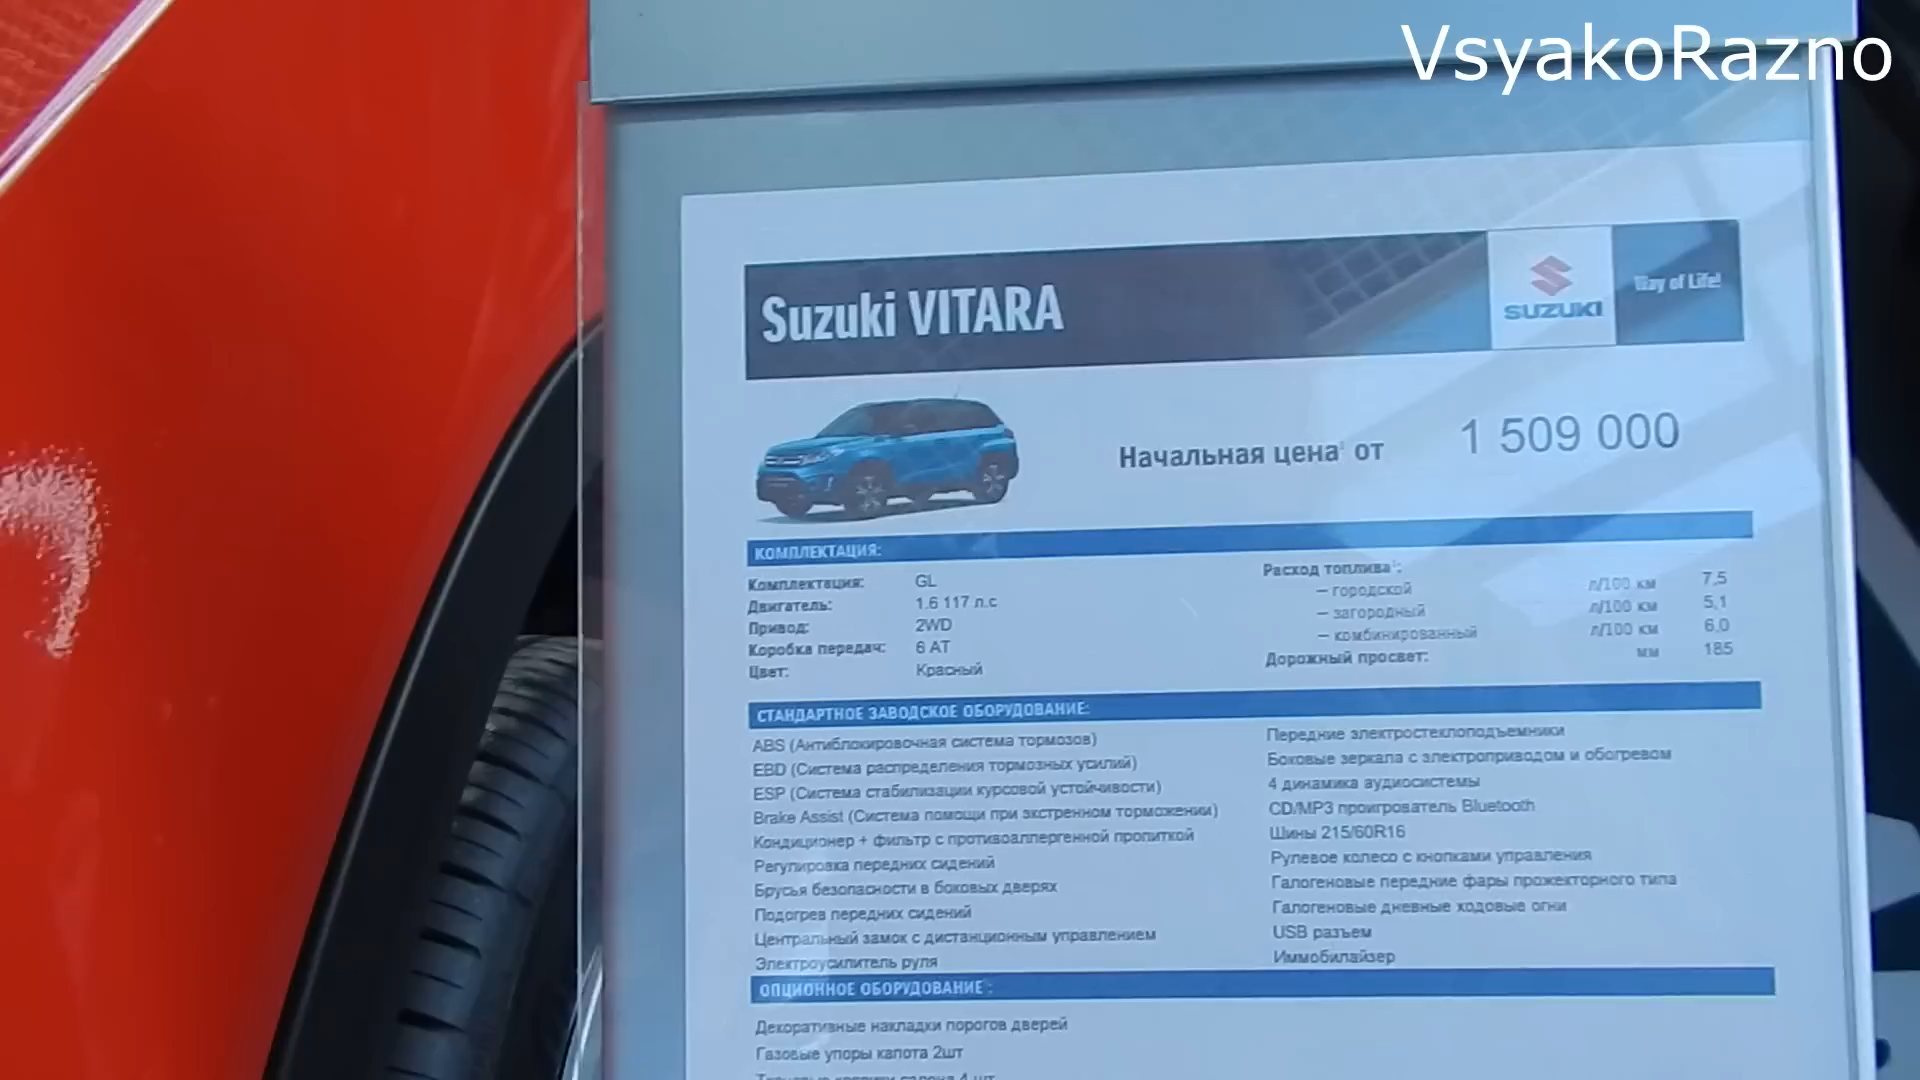 VsyakoRazno
Suzuki VITARA
SUZUKI
Way of Life!
Начальная цена¹ от 1 509 000
КОМПЛЕКТАЦИЯ:
Комплектация: GL
Двигатель: 1.6 117 л.с
Привод: 2WD
Коробка передач: 6 AT
Цвет: Красный
Расход топлива¹:
– городской л/100 км 7,5
– загородный л/100 км 5,1
– комбинированный л/100 км 6,0
Дорожный просвет: мм 185
СТАНДАРТНОЕ ЗАВОДСКОЕ ОБОРУДОВАНИЕ:
ABS (Антиблокировочная система тормозов)
EBD (Система распределения тормозных усилий)
ESP (Система стабилизации курсовой устойчивости)
Brake Assist (Система помощи при экстренном торможении)
Кондиционер + фильтр с противоаллергенной пропиткой
Регулировка передних сидений
Брусья безопасности в боковых дверях
Подогрев передних сидений
Центральный замок с дистанционным управлением
Электроусилитель руля
Передние электростеклоподъемники
Боковые зеркала с электроприводом и обогревом
4 динамика аудиосистемы
CD/MP3 проигрователь Bluetooth
Шины 215/60R16
Рулевое колесо с кнопками управления
Галогеновые передние фары прожекторного типа
Галогеновые дневные ходовые огни
USB разъем
Иммобилайзер
ОПЦИОННОЕ ОБОРУДОВАНИЕ :
Декоративные накладки порогов дверей
Газовые упоры капота 2шт